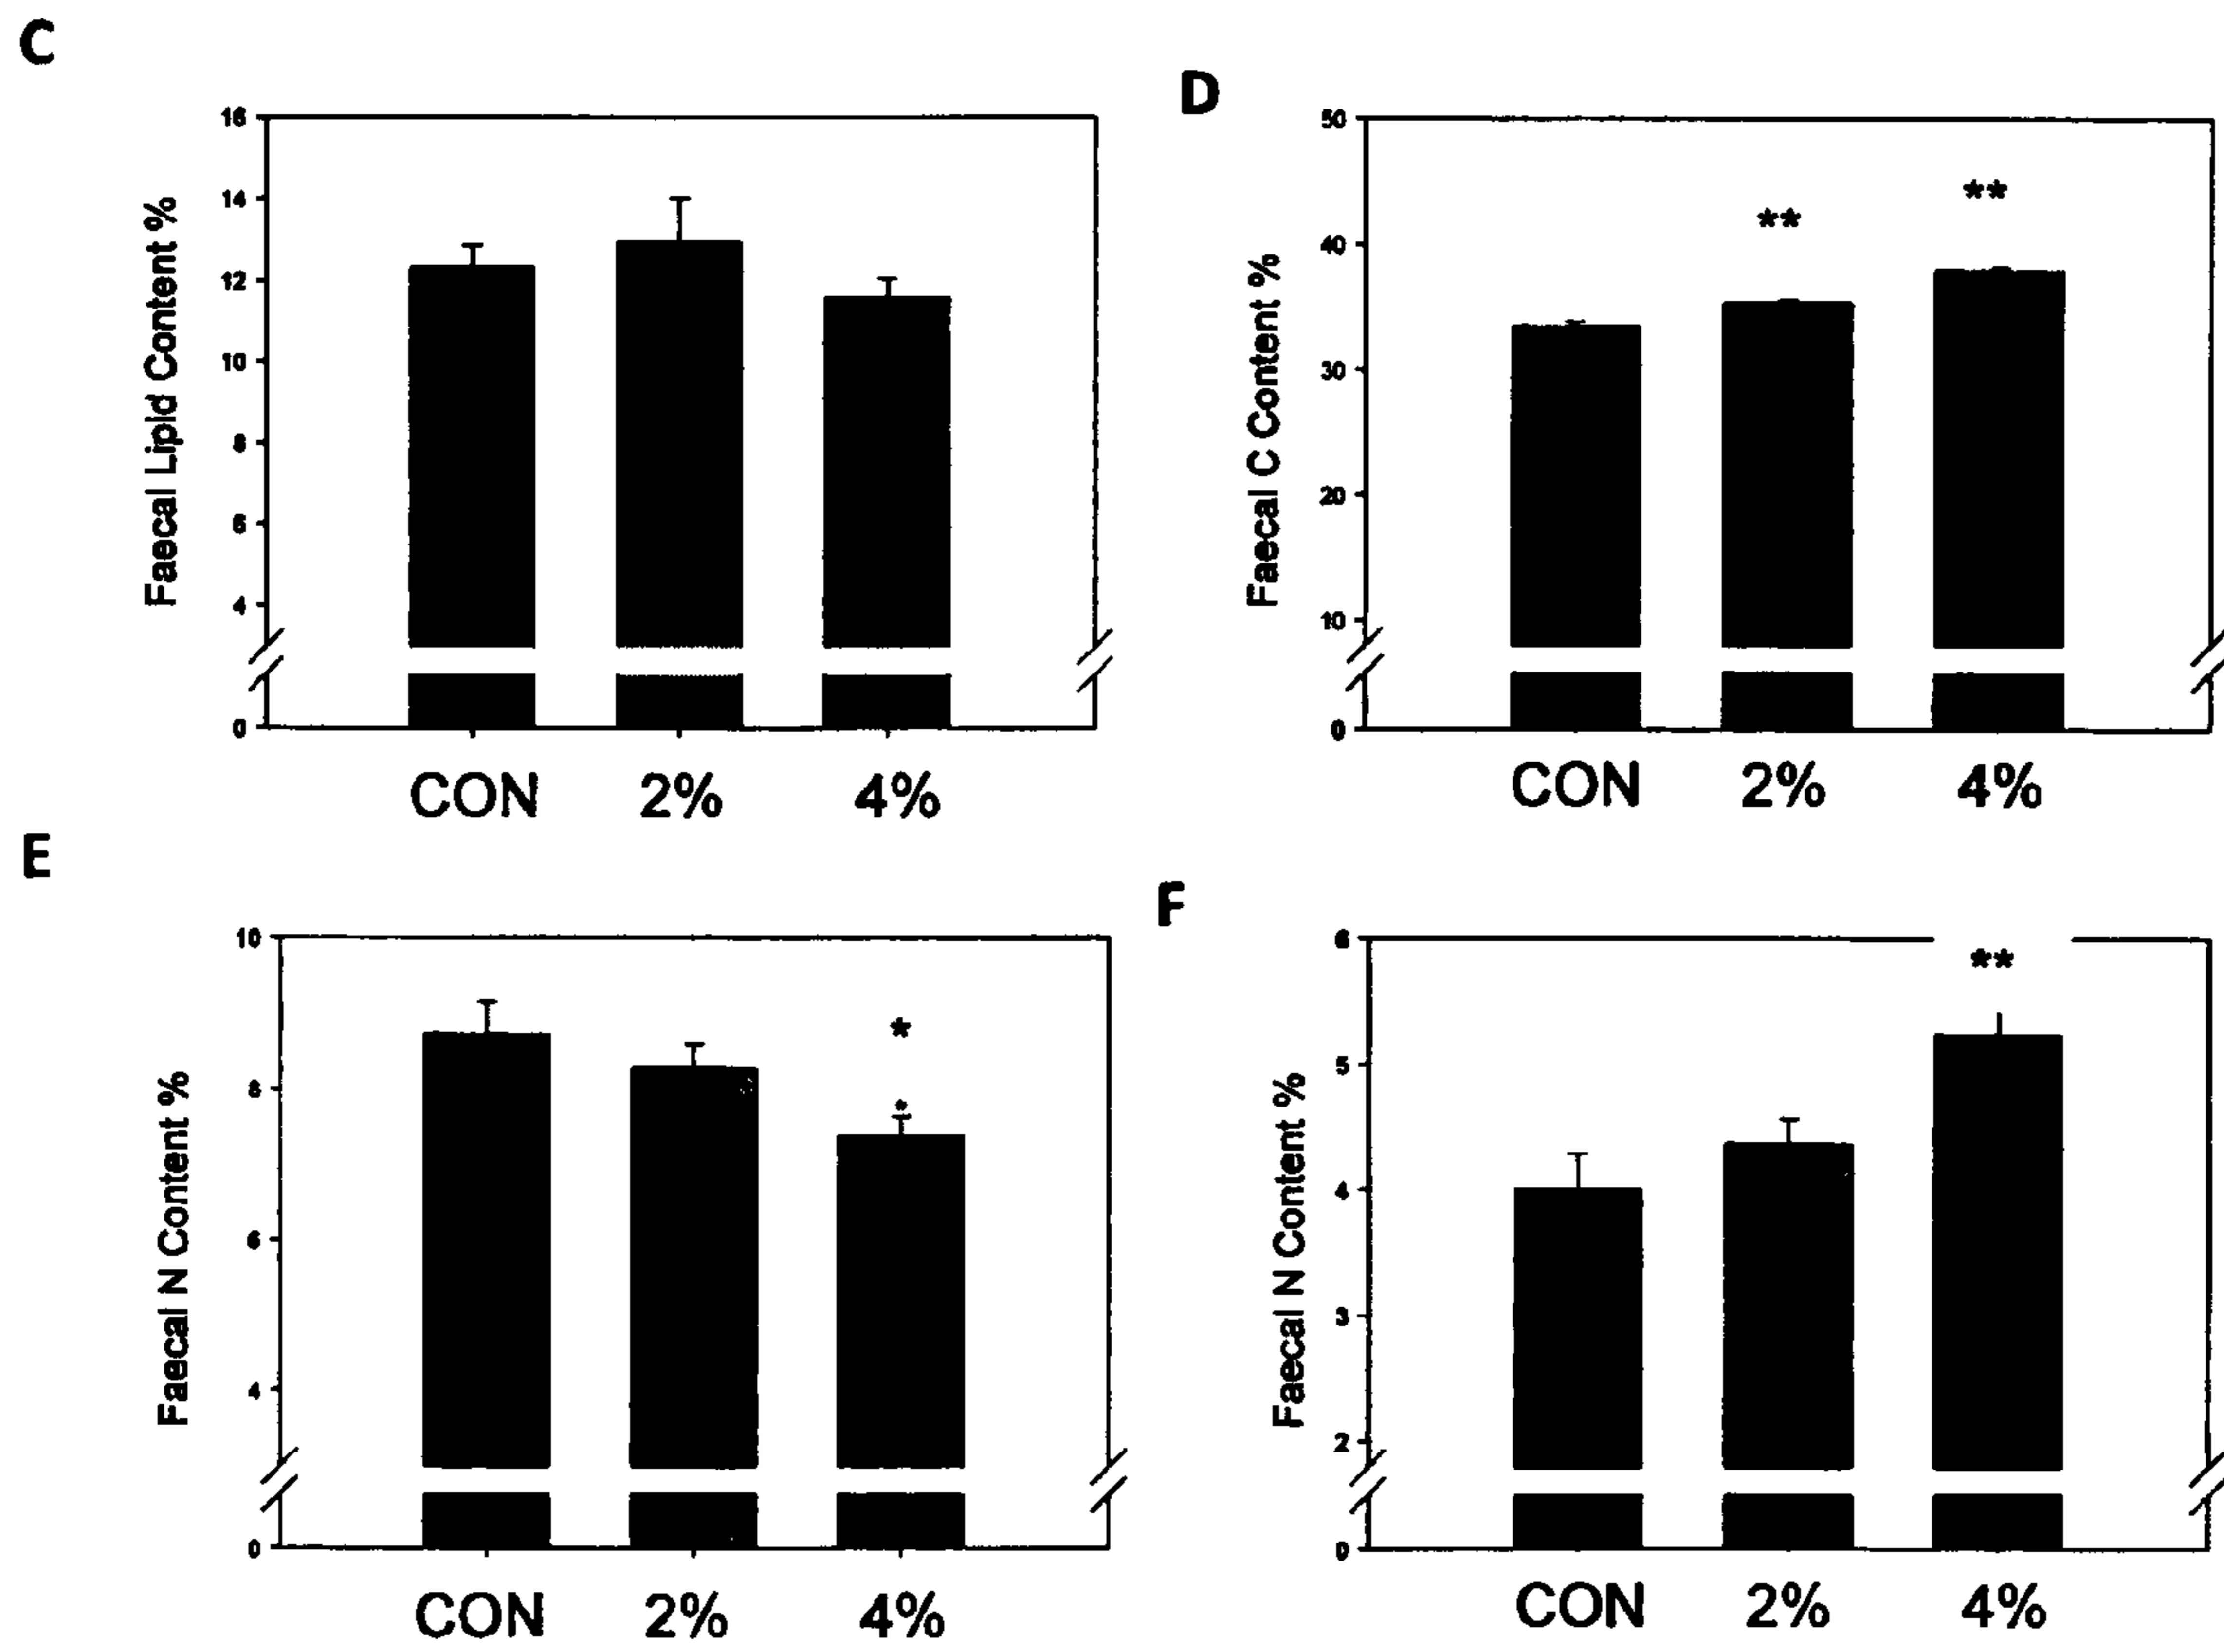 C
Faecal Lipid Content %
16
14
12
10
8
6
4
0
CON 2% 4%
D
Faecal C Content %
50
40
30
20
10
0
**
**
CON 2% 4%
E
Faecal N Content %
10
8
6
4
0
*
CON 2% 4%
F
Faecal N Content %
6
5
4
3
2
0
**
CON 2% 4%